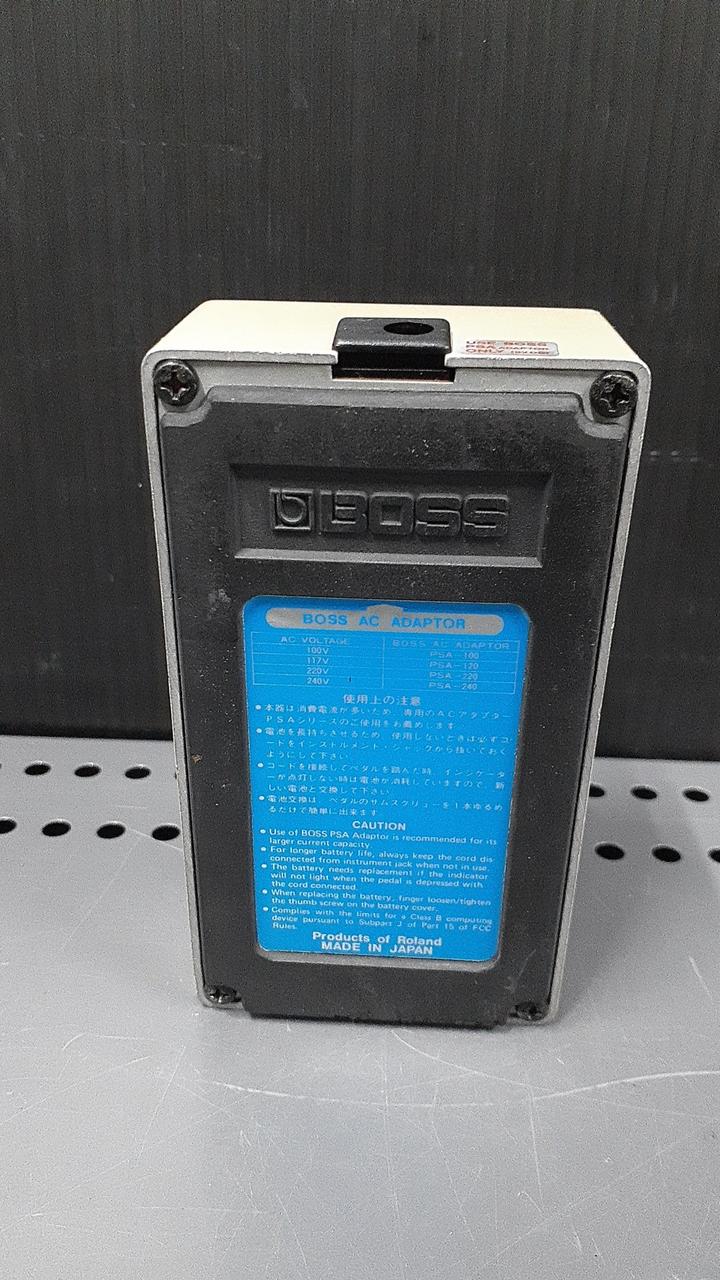 USE BOSS
PSA ADAPTOR
ONLY
BOSS
BOSS AC ADAPTOR
AC VOLTAGE BOSS AC ADAPTOR
100V PSA-100
117V PSA-120
220V PSA-220
240V PSA-240
使用上の注意
●本器は消費電流が多いため、専用のACアダプター
PSAシリーズのご使用をお薦めします
●電池を長持ちさせるため、使用しないときは必ずコ
ードをインストルメント・ジャックから抜いておく
ようにして下さい
●コードを接続してペダルを踏んだ時、インジケータ
ーが点灯しない時は電池が消耗していますので、新
しい電池と交換して下さい
●電池交換は、ペダルのサムスクリューを1本ゆるめ
るだけで簡単に出来ます
CAUTION
● Use of BOSS PSA Adaptor is recommended for its
larger current capacity.
● For longer battery life, always keep the cord dis-
connected from instrument jack when not in use.
● The battery needs replacement if the indicator
will not light when the pedal is depressed with
the cord connected.
● When replacing the battery, finger loosen/tighten
the thumb screw on the battery cover.
● Complies with the limits for a Class B computing
device pursuant to Subpart J of Part 15 of FCC
Rules.
Products of Roland
MADE IN JAPAN